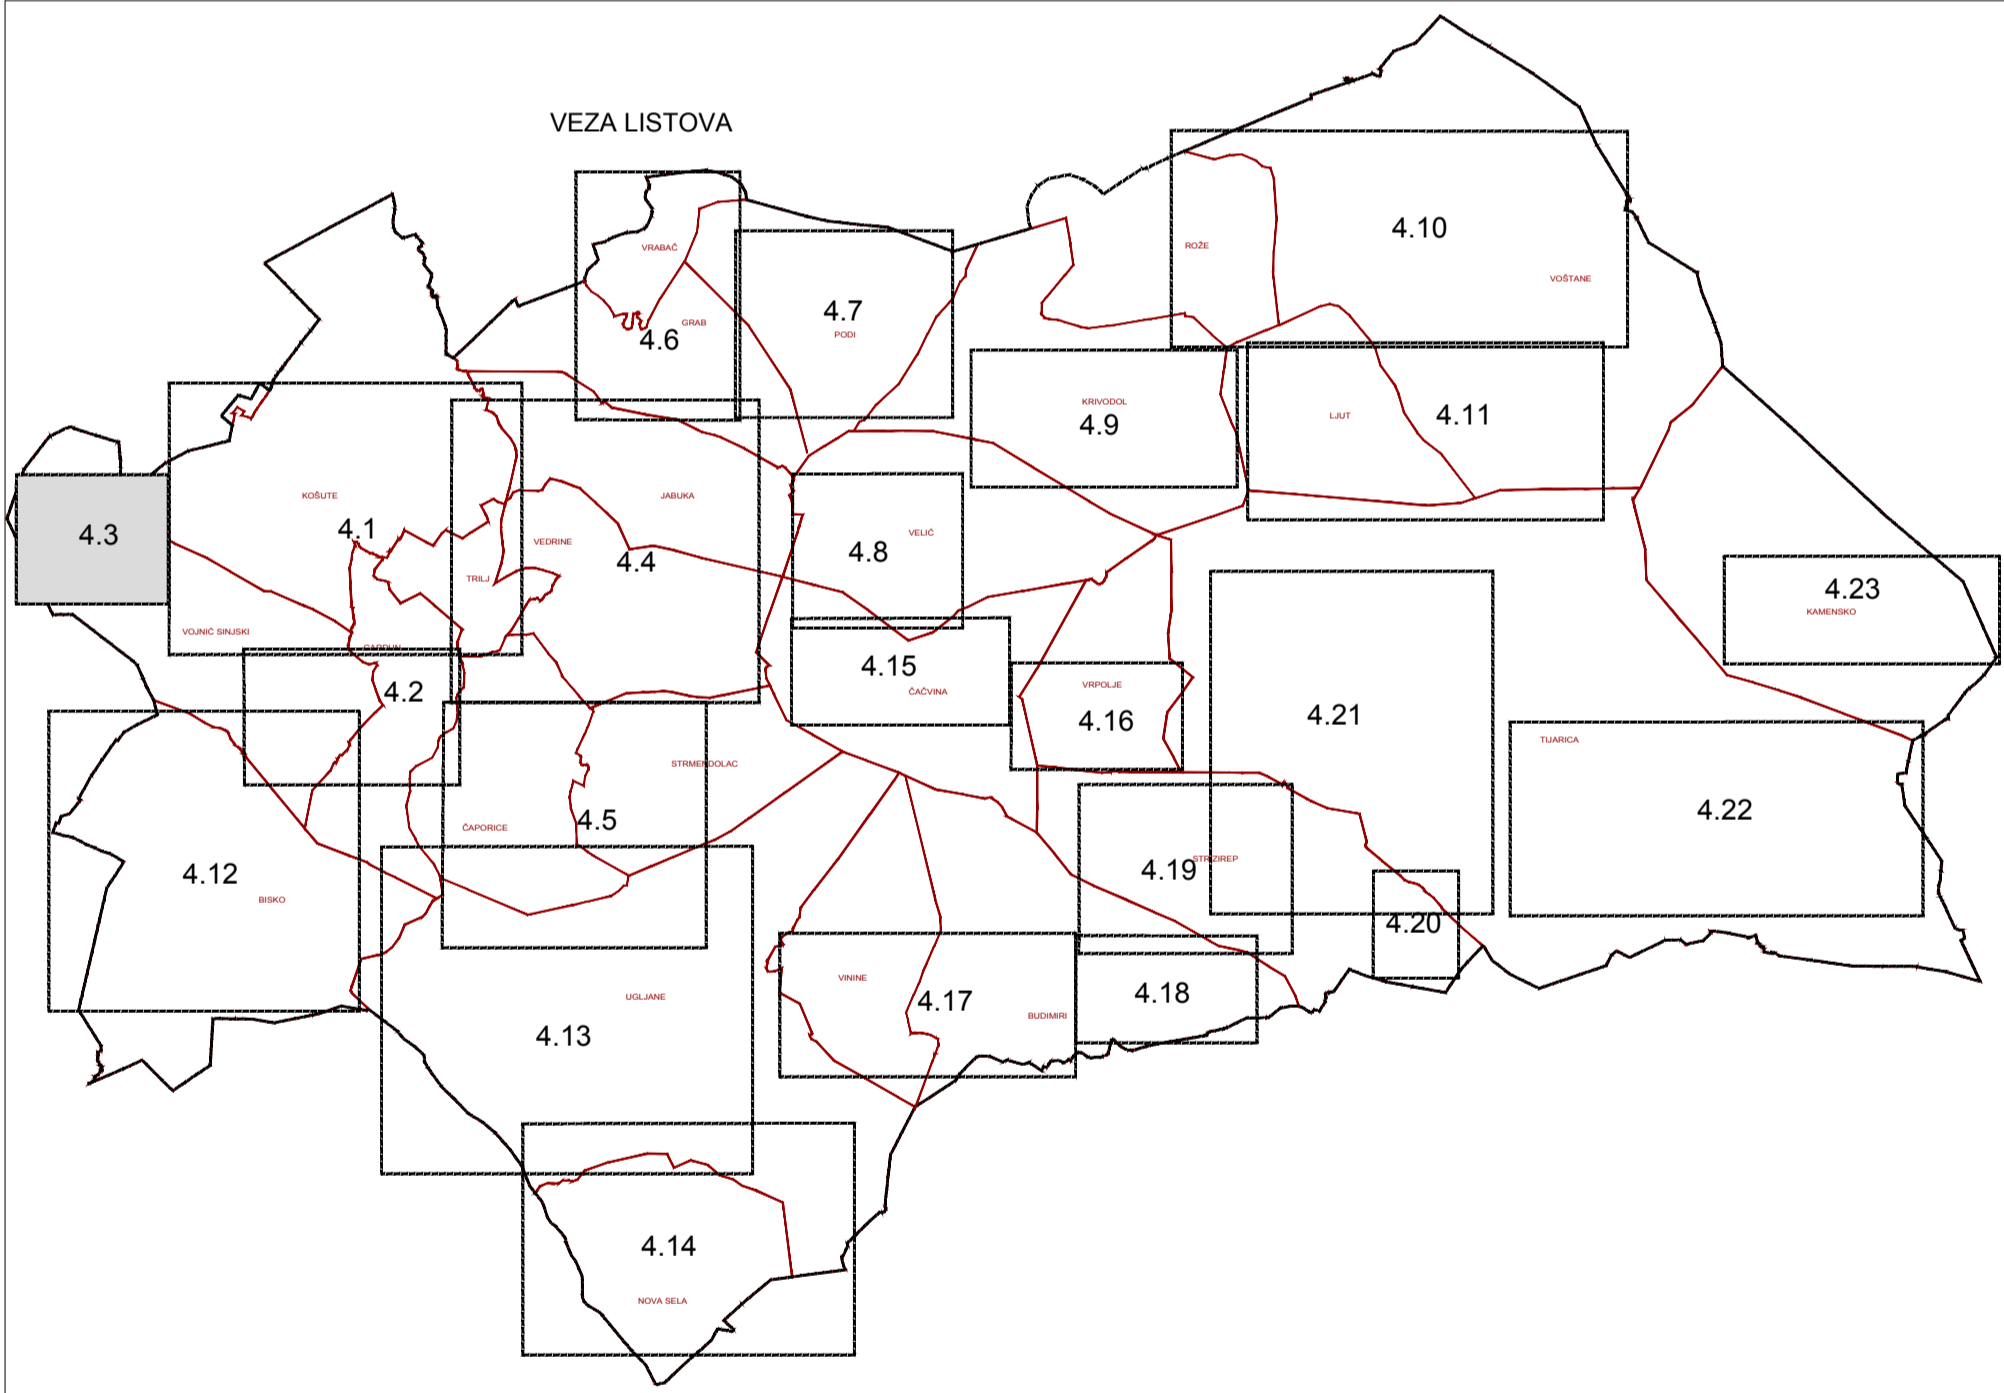 VEZA LISTOVA
4.10
ROŽE
VOŠTANE
VRABAČ
GRAB
4.6
4.7
PODI
KRIVODOL
4.9
LJUT
4.11
KOŠUTE
4.1
JABUKA
VEDRINE
4.4
TRILJ
4.3
VELIĆ
4.8
4.23
KAMENSKO
VOJNIĆ SINJSKI
GARDUN
4.2
4.15
ČAČVINA
VRPOLJE
4.16
4.21
TIJARICA
4.22
STRMENDOLAC
ČAPORICE
4.5
4.12
BISKO
4.19
STRIZIREP
4.20
UGLJANE
4.13
VININE
4.17
BUDIMIRI
4.18
4.14
NOVA SELA